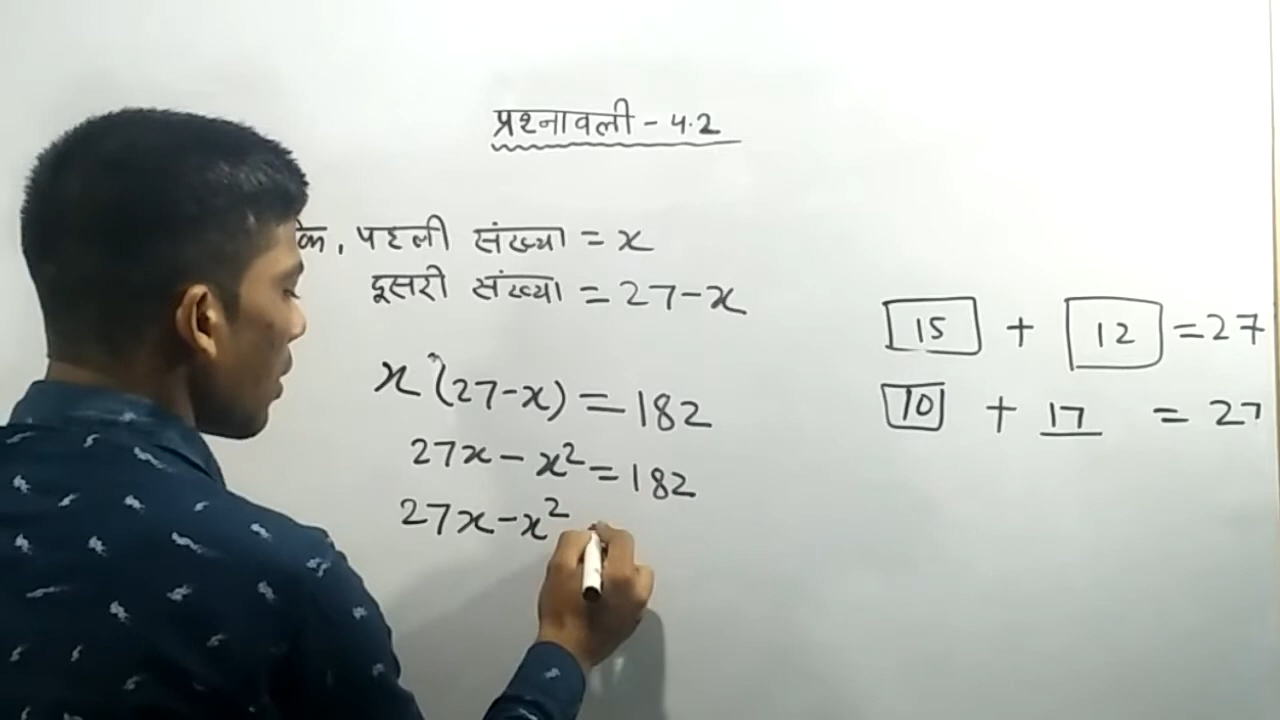 प्रश्नावली - 4.2
, पहली संख्या = x
दूसरी संख्या = 27-x
x (27-x) = 182
27x - x² = 182
27x - x²
15 + 12 = 27
10 + 17 = 27